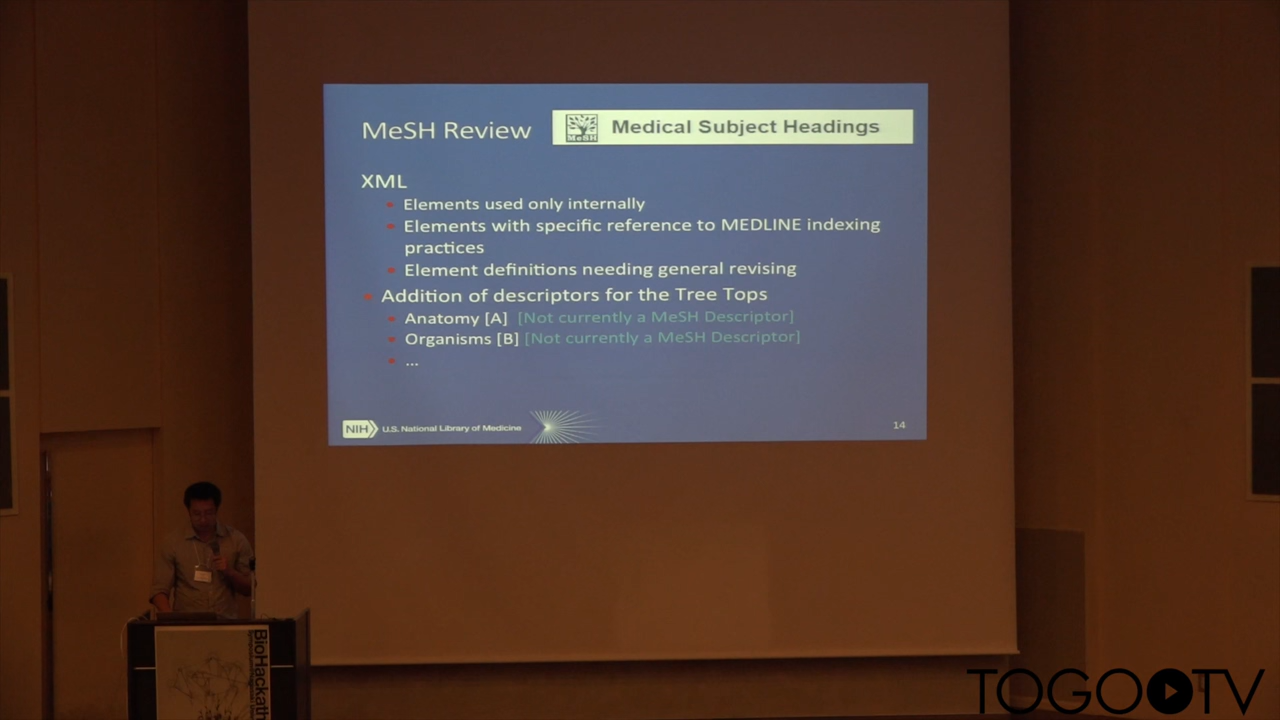 MeSH Review
MeSH
Medical Subject Headings
XML
Elements used only internally
Elements with specific reference to MEDLINE indexing
practices
Element definitions needing general revising
Addition of descriptors for the Tree Tops
Anatomy [A] [Not currently a MeSH Descriptor]
Organisms [B] [Not currently a MeSH Descriptor]
...
NIH U.S. National Library of Medicine
14
BioHackath
TOGOTV